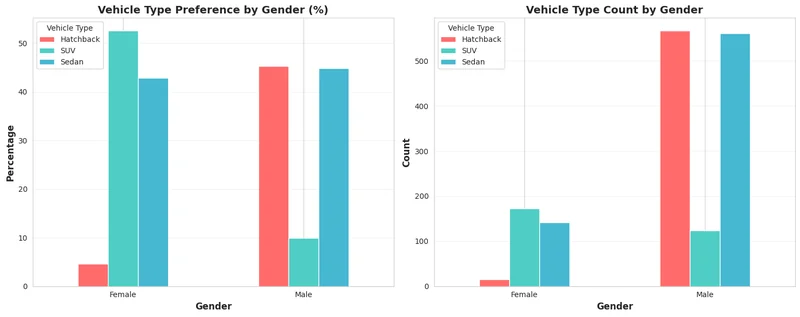 Vehicle Type Preference by Gender (%)
Vehicle Type
Hatchback
SUV
Sedan
50
40
30
20
10
0
Percentage
Female
Male
Gender
Vehicle Type Count by Gender
Vehicle Type
Hatchback
SUV
Sedan
500
400
300
200
100
0
Count
Female
Male
Gender